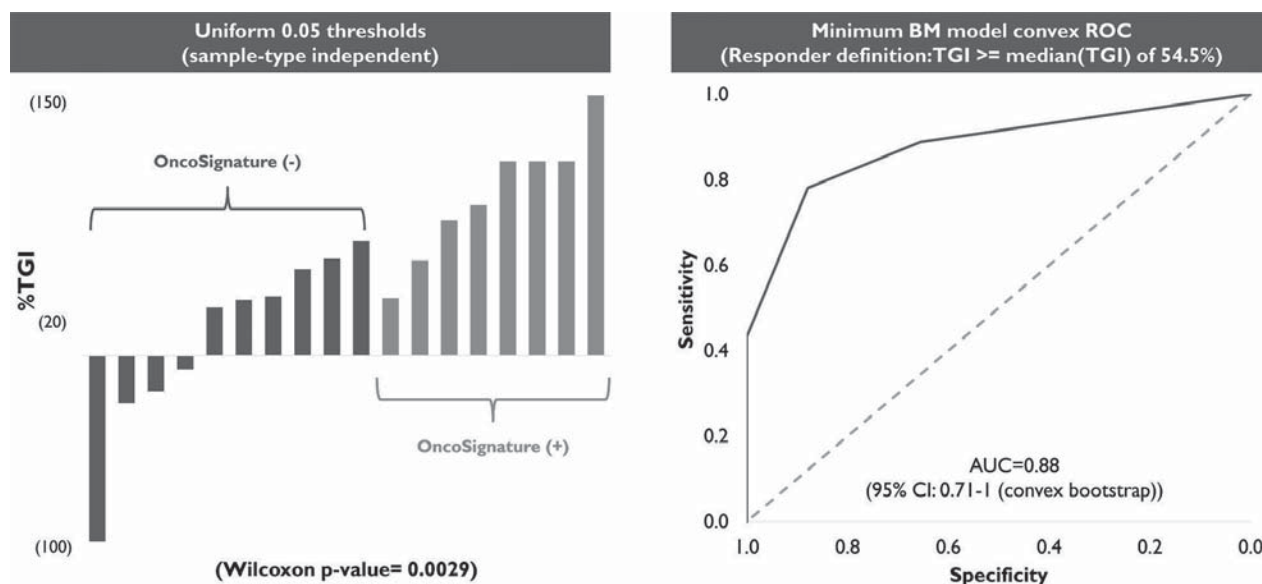 Uniform 0.05 thresholds
(sample-type independent)
(150)
OncoSignature (-)
%TGI
(20)
OncoSignature (+)
(100)
(Wilcoxon p-value= 0.0029)
Minimum BM model convex ROC
(Responder definition:TGI >= median(TGI) of 54.5%)
1.0
0.8
0.6
Sensitivity
0.4
0.2
AUC=0.88
(95% CI: 0.71-1 (convex bootstrap))
0.0
1.0 0.8 0.6 0.4 0.2 0.0
Specificity